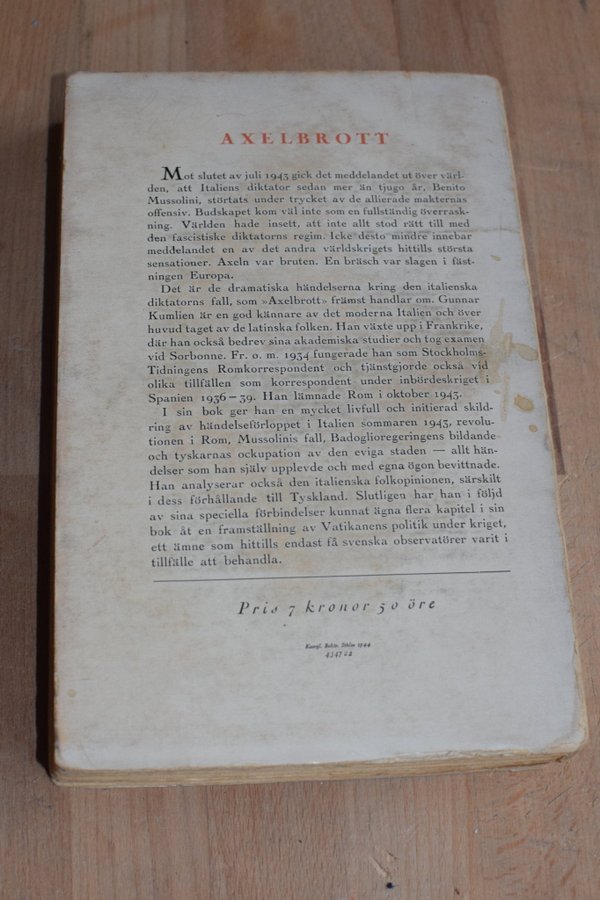 AXELBROTT
Mot slutet av juli 1943 gick det meddelandet ut över värl-
den, att Italiens diktator sedan mer än tjugo år, Benito
Mussolini, störtats under trycket av de allierade makternas
offensiv. Budskapet kom väl inte som en fullständig överrask-
ning. Världen hade insett, att inte allt stod rätt till med
den fascistiske diktatorns regim. Icke desto mindre innebar
meddelandet en av det andra världskrigets hittills största
sensationer. Axeln var bruten. En bräsch var slagen i fäst-
ningen Europa.
Det är de dramatiska händelserna kring den italienska
diktatorns fall, som »Axelbrott» främst handlar om. Gunnar
Kumlien är en god kännare av det moderna Italien och över
huvud taget av de latinska folken. Han växte upp i Frankrike,
där han också bedrev sina akademiska studier och tog examen
vid Sorbonne. Fr. o. m. 1934 fungerade han som Stockholms-
Tidningens Romkorrespondent och tjänstgjorde också vid
olika tillfällen som korrespondent under inbördeskriget i
Spanien 1936–39. Han lämnade Rom i oktober 1943.
I sin bok ger han en mycket livfull och initierad skild-
ring av händelseförloppet i Italien sommaren 1943, revolu-
tionen i Rom, Mussolinis fall, Badoglioregeringens bildande
och tyskarnas ockupation av den eviga staden — allt hän-
delser som han själv upplevde och med egna ögon bevittnade.
Han analyserar också den italienska folkopinionen, särskilt
i dess förhållande till Tyskland. Slutligen har han i följd
av sina speciella förbindelser kunnat ägna flera kapitel i sin
bok åt en framställning av Vatikanens politik under kriget,
ett ämne som hittills endast få svenska observatörer varit i
tillfälle att behandla.
Pris 7 kronor 50 öre
Kungl. Boktr. Sthlm 1944
434762